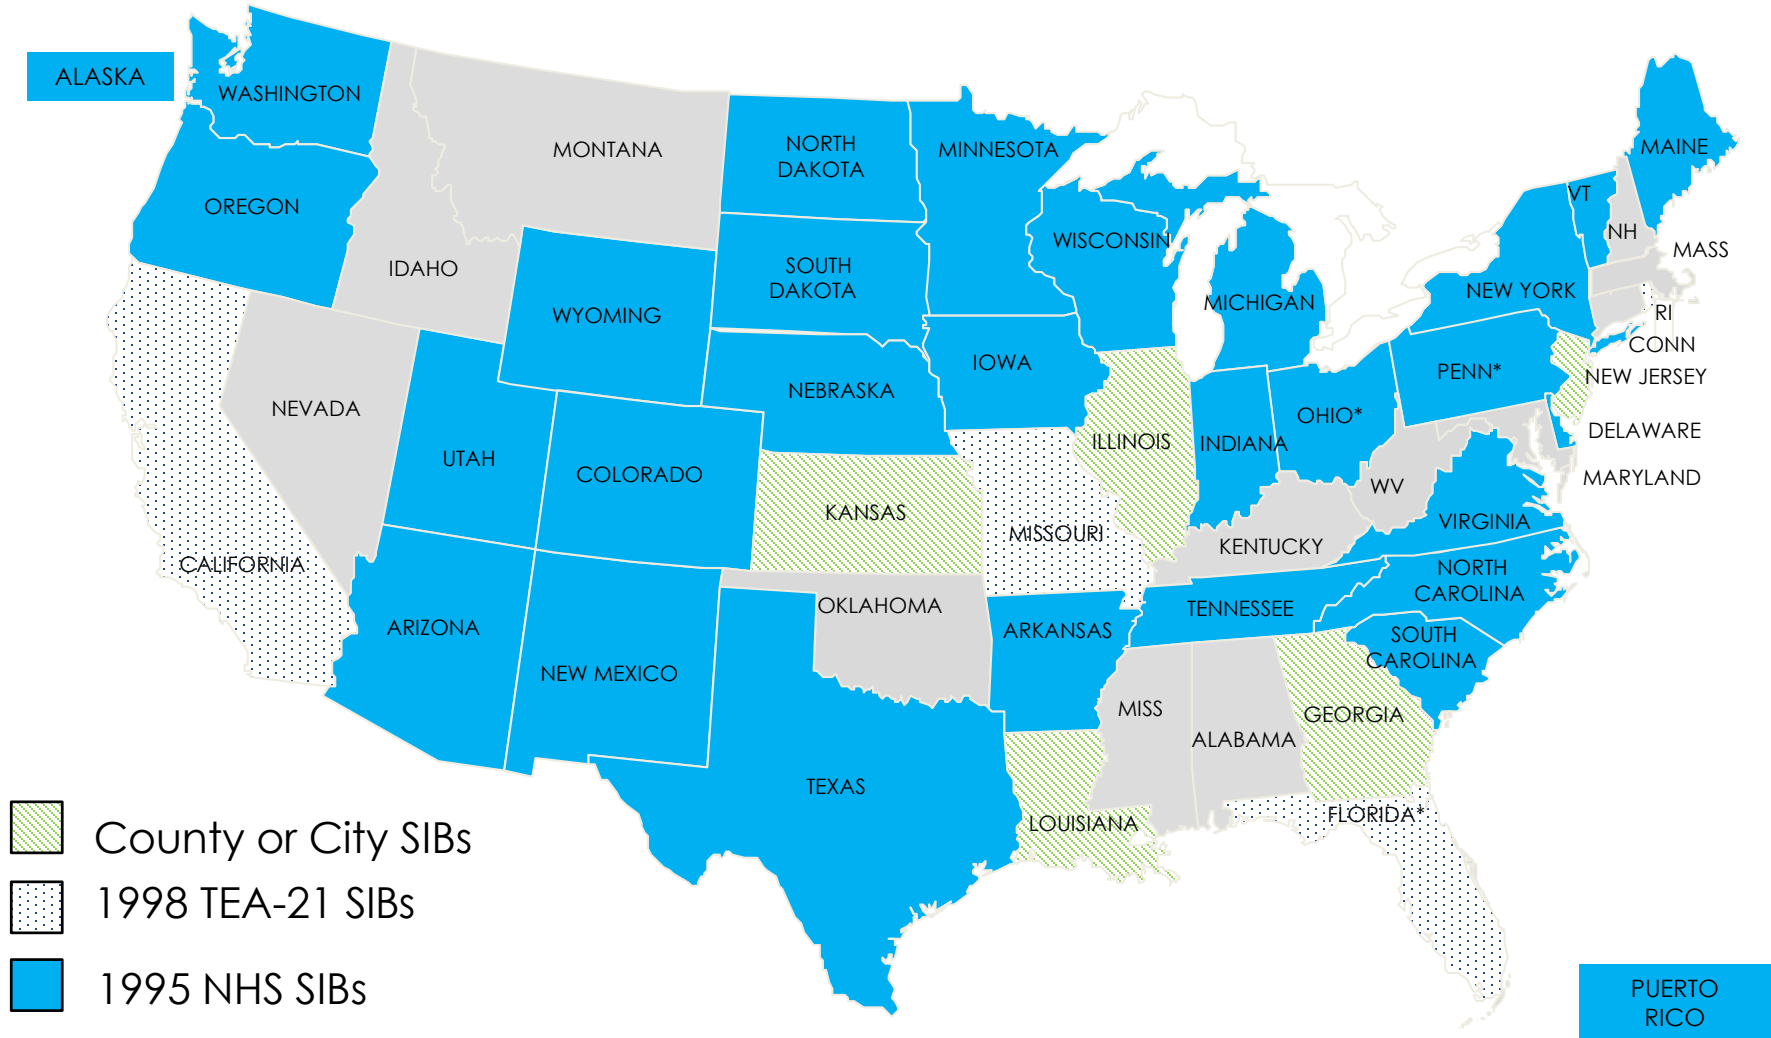 ALASKA
WASHINGTON
MONTANA
NORTH
DAKOTA
MINNESOTA
MAINE
VT
OREGON
NH
MASS
WISCONSIN
IDAHO
SOUTH
DAKOTA
WYOMING
MICHIGAN
NEW YORK
RI
CONN
IOWA
PENN*
NEW JERSEY
NEBRASKA
NEVADA
OHIO*
DELAWARE
ILLINOIS
INDIANA
UTAH
COLORADO
MARYLAND
WV
KANSAS
VIRGINIA
MISSOURI
KENTUCKY
CALIFORNIA
NORTH
CAROLINA
OKLAHOMA
TENNESSEE
ARIZONA
ARKANSAS
SOUTH
CAROLINA
NEW MEXICO
MISS
GEORGIA
ALABAMA
TEXAS
FLORIDA*
LOUISIANA
County or City SIBs
1998 TEA-21 SIBs
1995 NHS SIBs
PUERTO
RICO